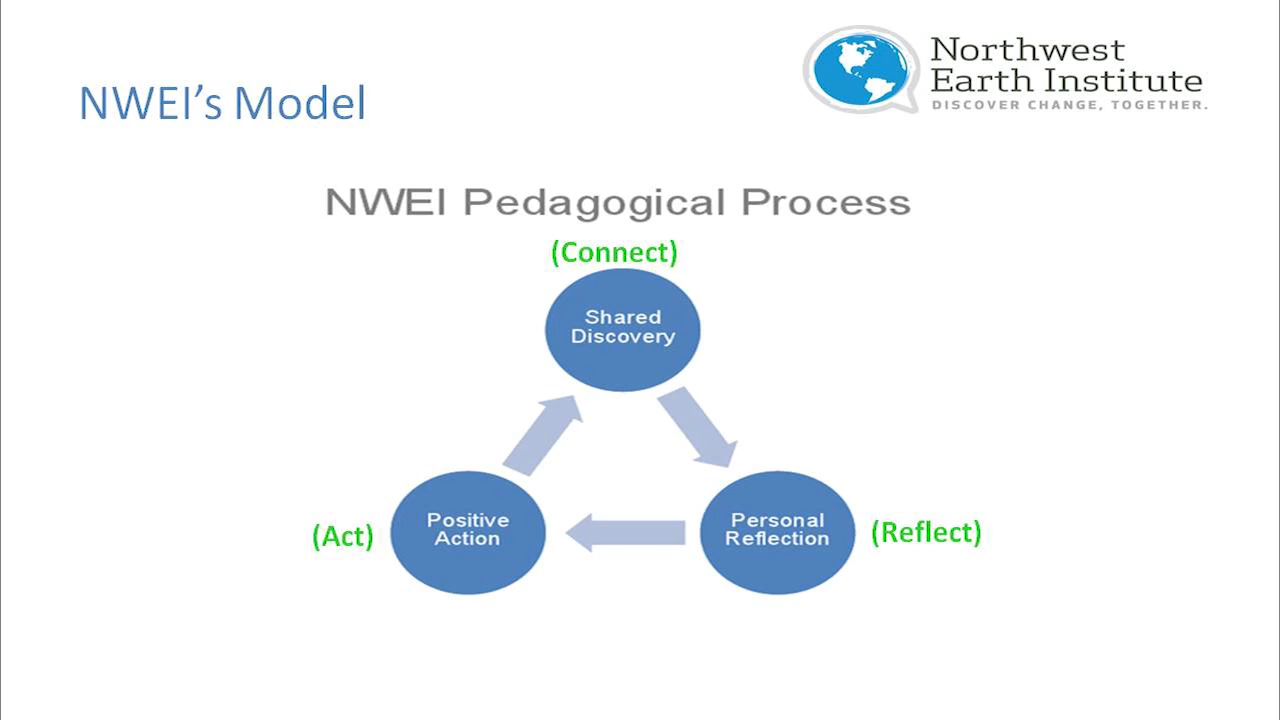 Northwest
Earth Institute
DISCOVER CHANGE, TOGETHER.
NWEI’s Model
NWEI Pedagogical Process
(Connect)
Shared
Discovery
(Act)
Positive
Action
Personal
Reflection
(Reflect)